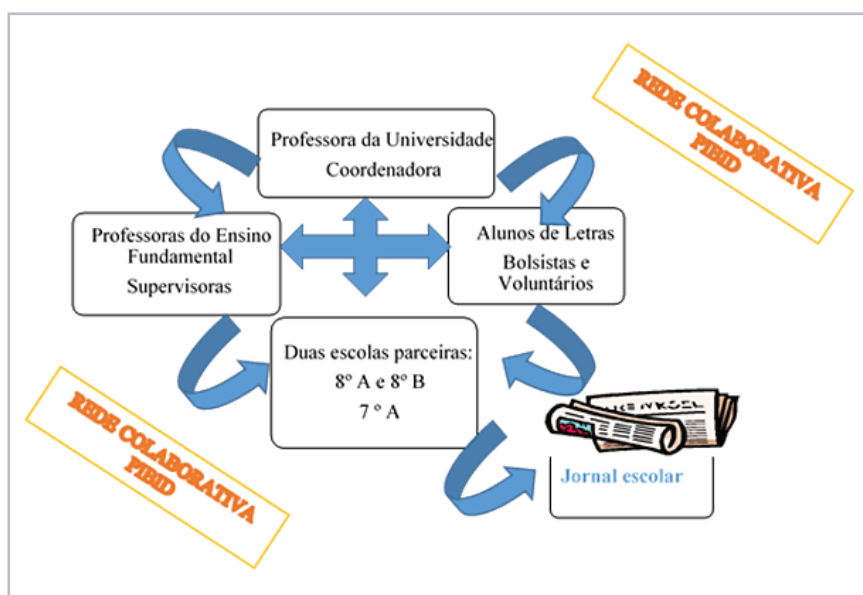 REDE COLABORATIVA
PIBID
Professora da Universidade
Coordenadora
Professoras do Ensino
Fundamental
Supervisoras
Alunos de Letras
Bolsistas e
Voluntários
Duas escolas parceiras:
8º A e 8º B
7 º A
REDE COLABORATIVA
PIBID
Jornal escolar